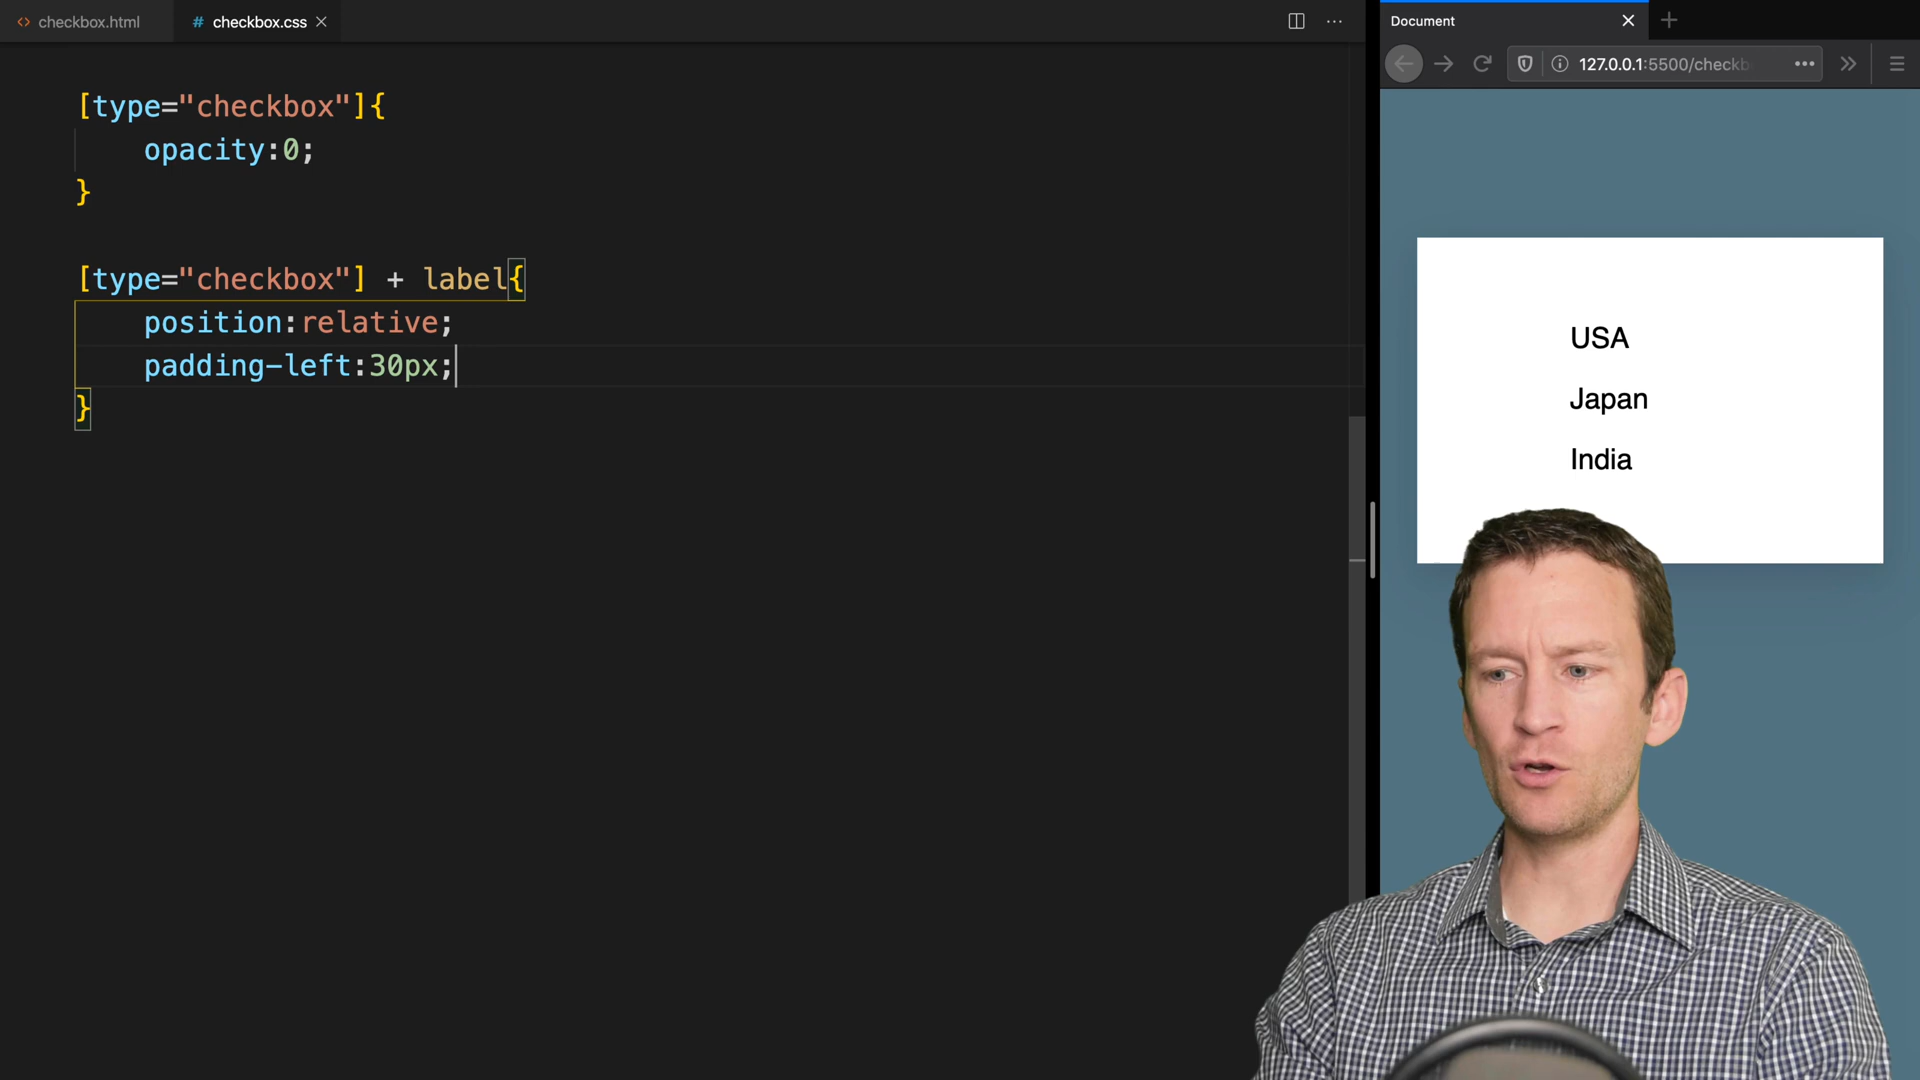 <> checkbox.html
# checkbox.css
[type="checkbox"]{
opacity:0;
}
[type="checkbox"] + label{
position:relative;
padding-left:30px;
}
Document
127.0.0.1:5500/checkb
USA
Japan
India